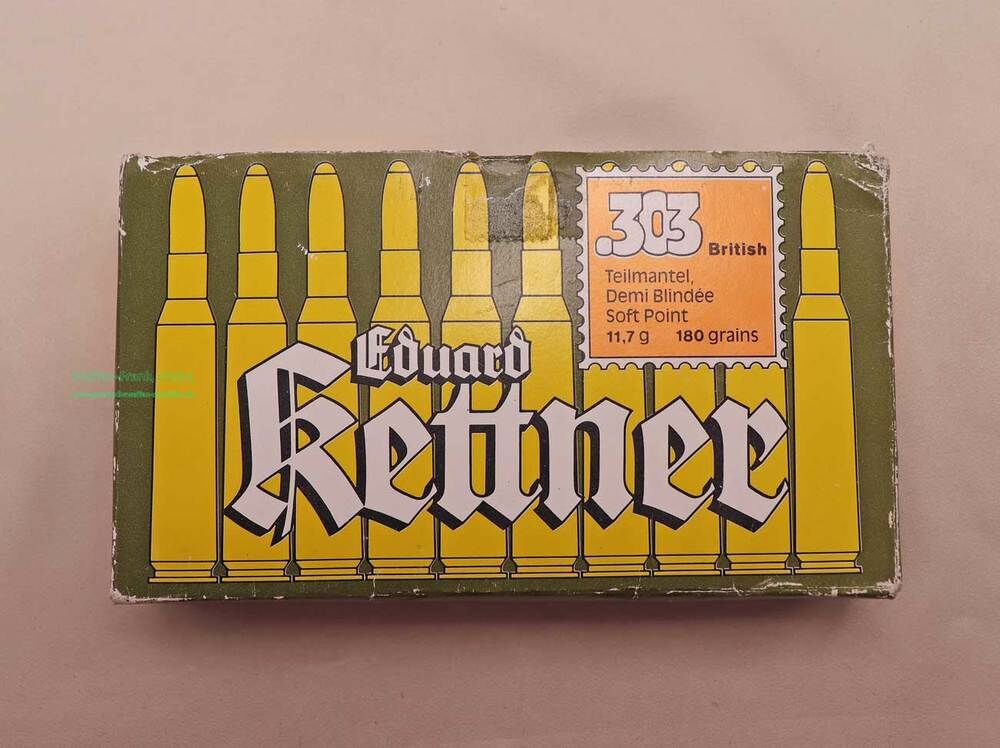 .303 British
Teilmantel,
Demi Blindée
Soft Point
11,7 g 180 grains
Eduard
Kettner